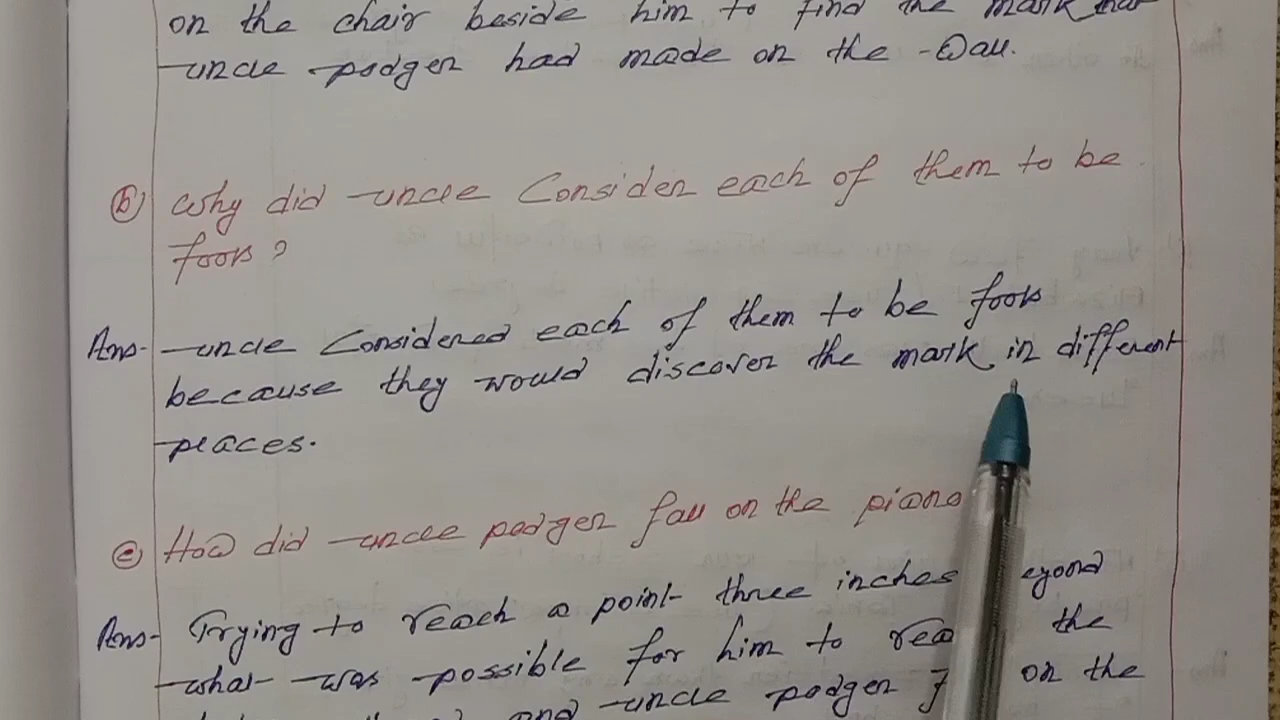 on the chair beside him to find the mark that
uncle podger had made on the wall.
(b) Why did uncle Consider each of them to be
fools?
Ans- uncle Considered each of them to be fools
because they would discover the mark in different
places.
(c) How did uncle podger fall on the piano
Ans- Trying to reach a point three inches beyond
what was possible for him to rea the
and uncle podger on the